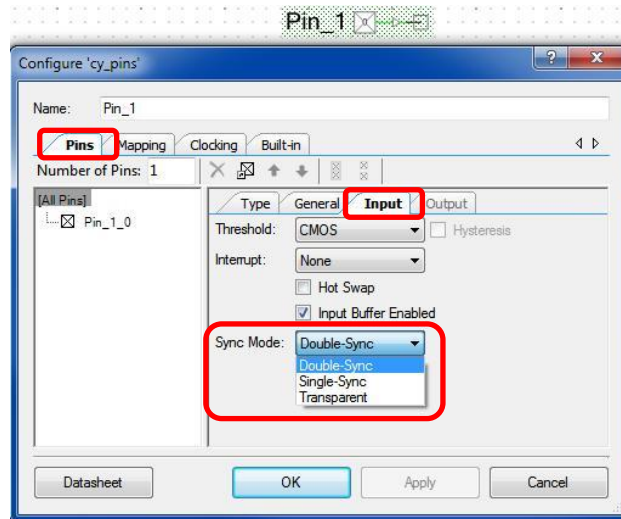 Pin_1
Configure 'cy_pins'
Name: Pin_1
Pins Mapping Clocking Built-in
Number of Pins: 1
[All Pins]
Pin_1_0
Type General Input Output
Threshold: CMOS Hysteresis
Interrupt: None
Hot Swap
Input Buffer Enabled
Sync Mode: Double-Sync
Double-Sync
Single-Sync
Transparent
Datasheet OK Apply Cancel